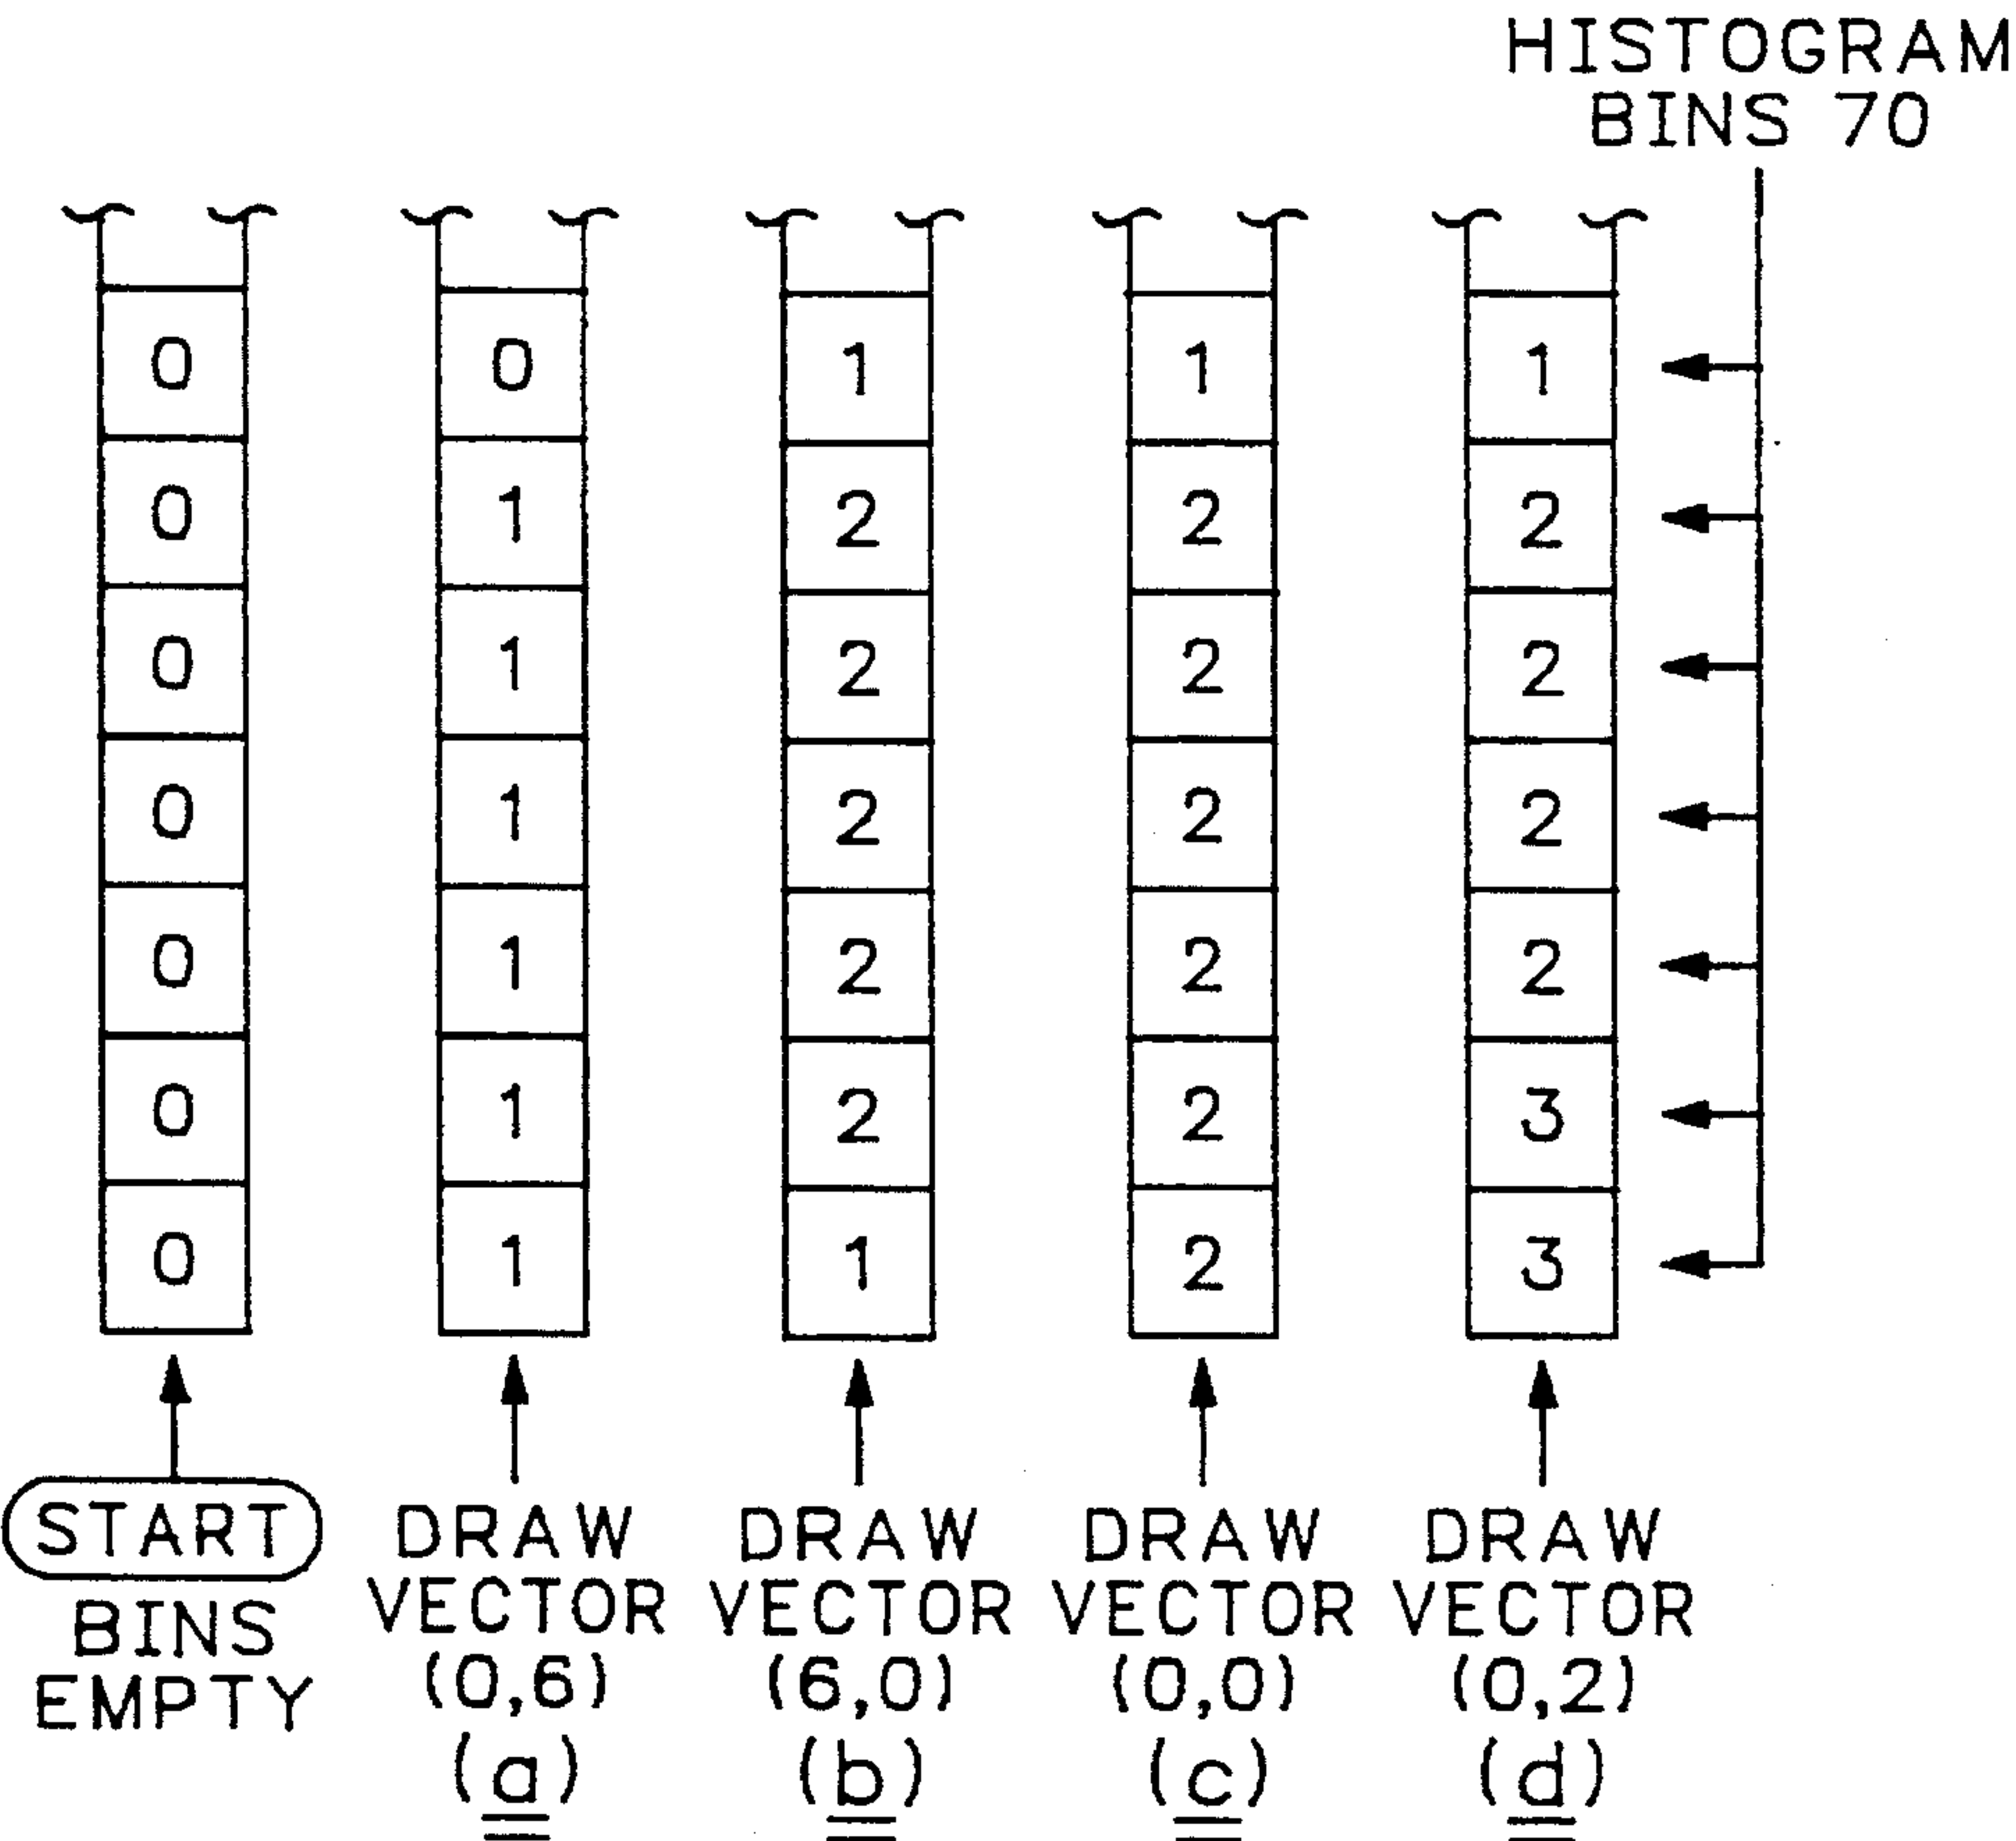 HISTOGRAM
BINS 70
0 0 1 1 1
0 1 2 2 2
0 1 2 2 2
0 1 2 2 2
0 1 2 2 2
0 1 2 2 3
0 1 1 2 3
START
BINS
EMPTY
DRAW
VECTOR
(0,6)
(a)
DRAW
VECTOR
(6,0)
(b)
DRAW
VECTOR
(0,0)
(c)
DRAW
VECTOR
(0,2)
(d)